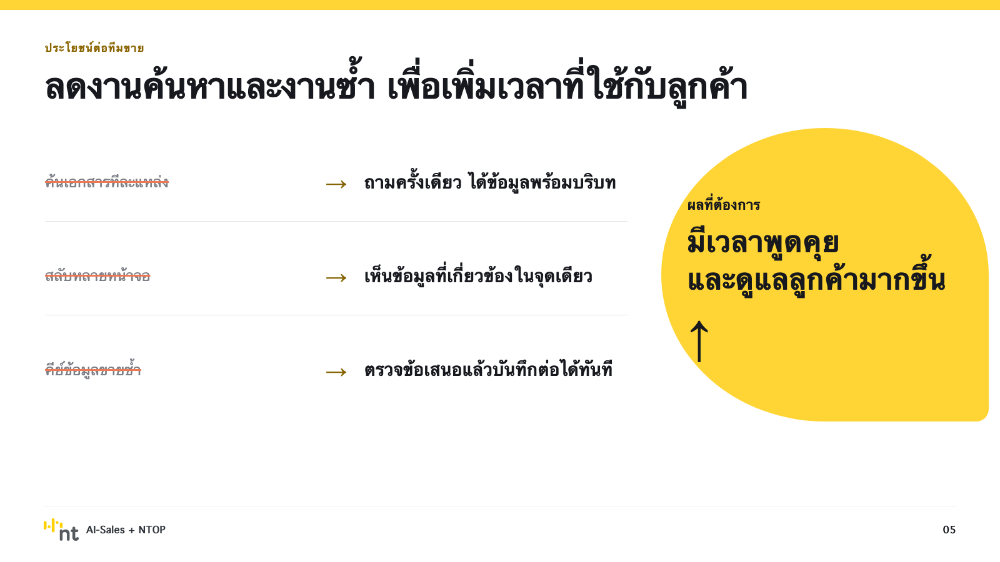 ประโยชน์ต่อทีมขาย
ลดงานค้นหาและงานซ้ำ เพื่อเพิ่มเวลาที่ใช้กับลูกค้า
ค้นเอกสารทีละแหล่ง → ถามครั้งเดียว ได้ข้อมูลพร้อมบริบท
สลับหลายหน้าจอ → เห็นข้อมูลที่เกี่ยวข้องในจุดเดียว
คีย์ข้อมูลขายซ้ำ → ตรวจข้อเสนอแล้วบันทึกต่อได้ทันที
ผลที่ต้องการ
มีเวลาพูดคุย
และดูแลลูกค้ามากขึ้น
↑
nt AI-Sales + NTOP
05